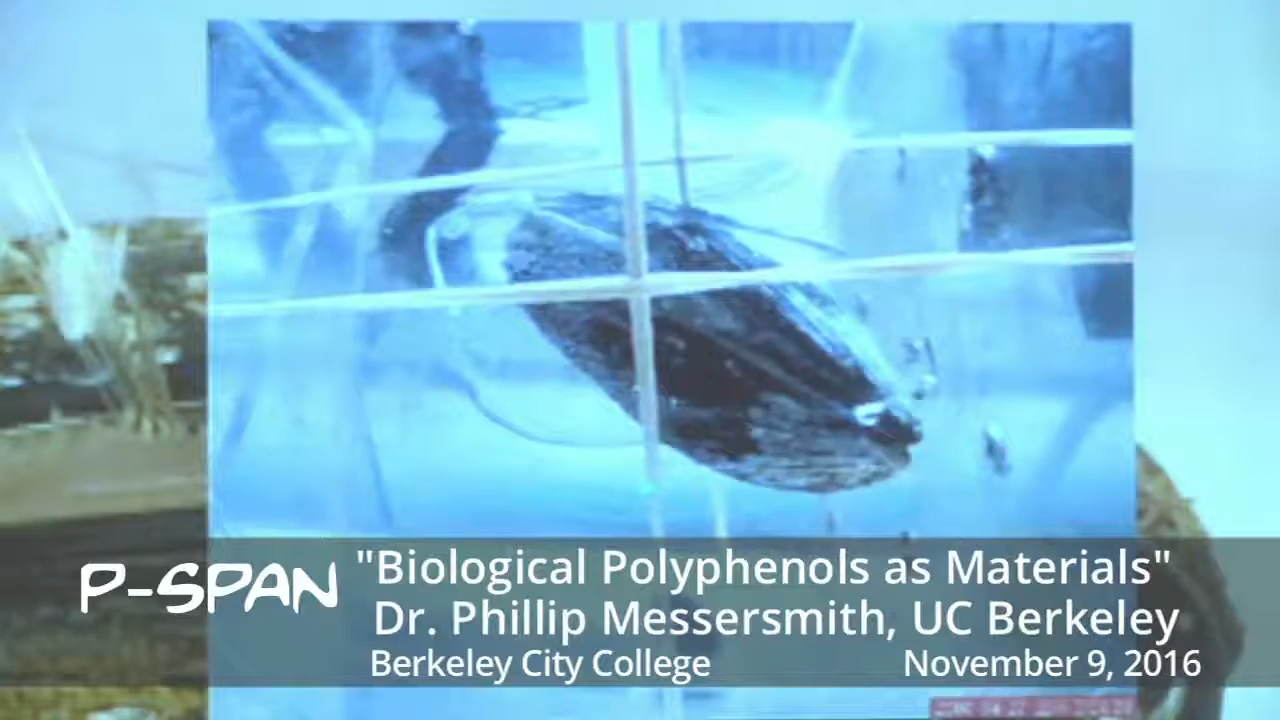 P-SPAN
"Biological Polyphenols as Materials"
Dr. Phillip Messersmith, UC Berkeley
Berkeley City College November 9, 2016